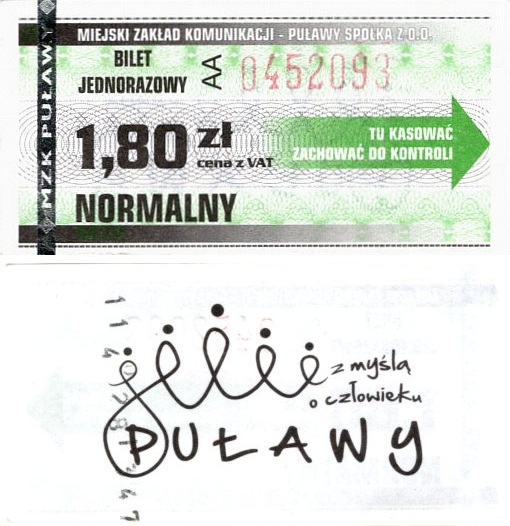 MZK PUŁAWY
MIEJSKI ZAKŁAD KOMUNIKACJI - PUŁAWY SPÓŁKA Z O.O.
BILET
JEDNORAZOWY
AA 0452093
1,80 zł
cena z VAT
TU KASOWAĆ
ZACHOWAĆ DO KONTROLI
NORMALNY
z myślą
o człowieku
PUŁAWY